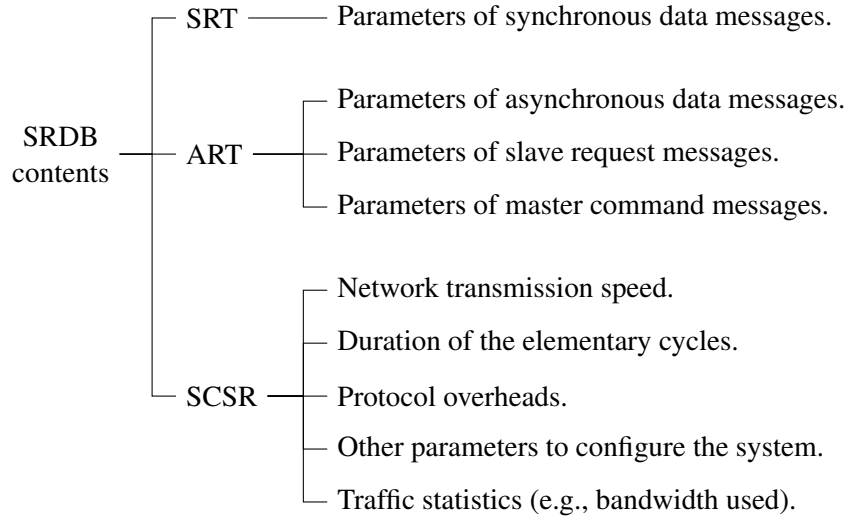 SRDB
contents
SRT
Parameters of synchronous data messages.
ART
Parameters of asynchronous data messages.
Parameters of slave request messages.
Parameters of master command messages.
SCSR
Network transmission speed.
Duration of the elementary cycles.
Protocol overheads.
Other parameters to configure the system.
Traffic statistics (e.g., bandwidth used).